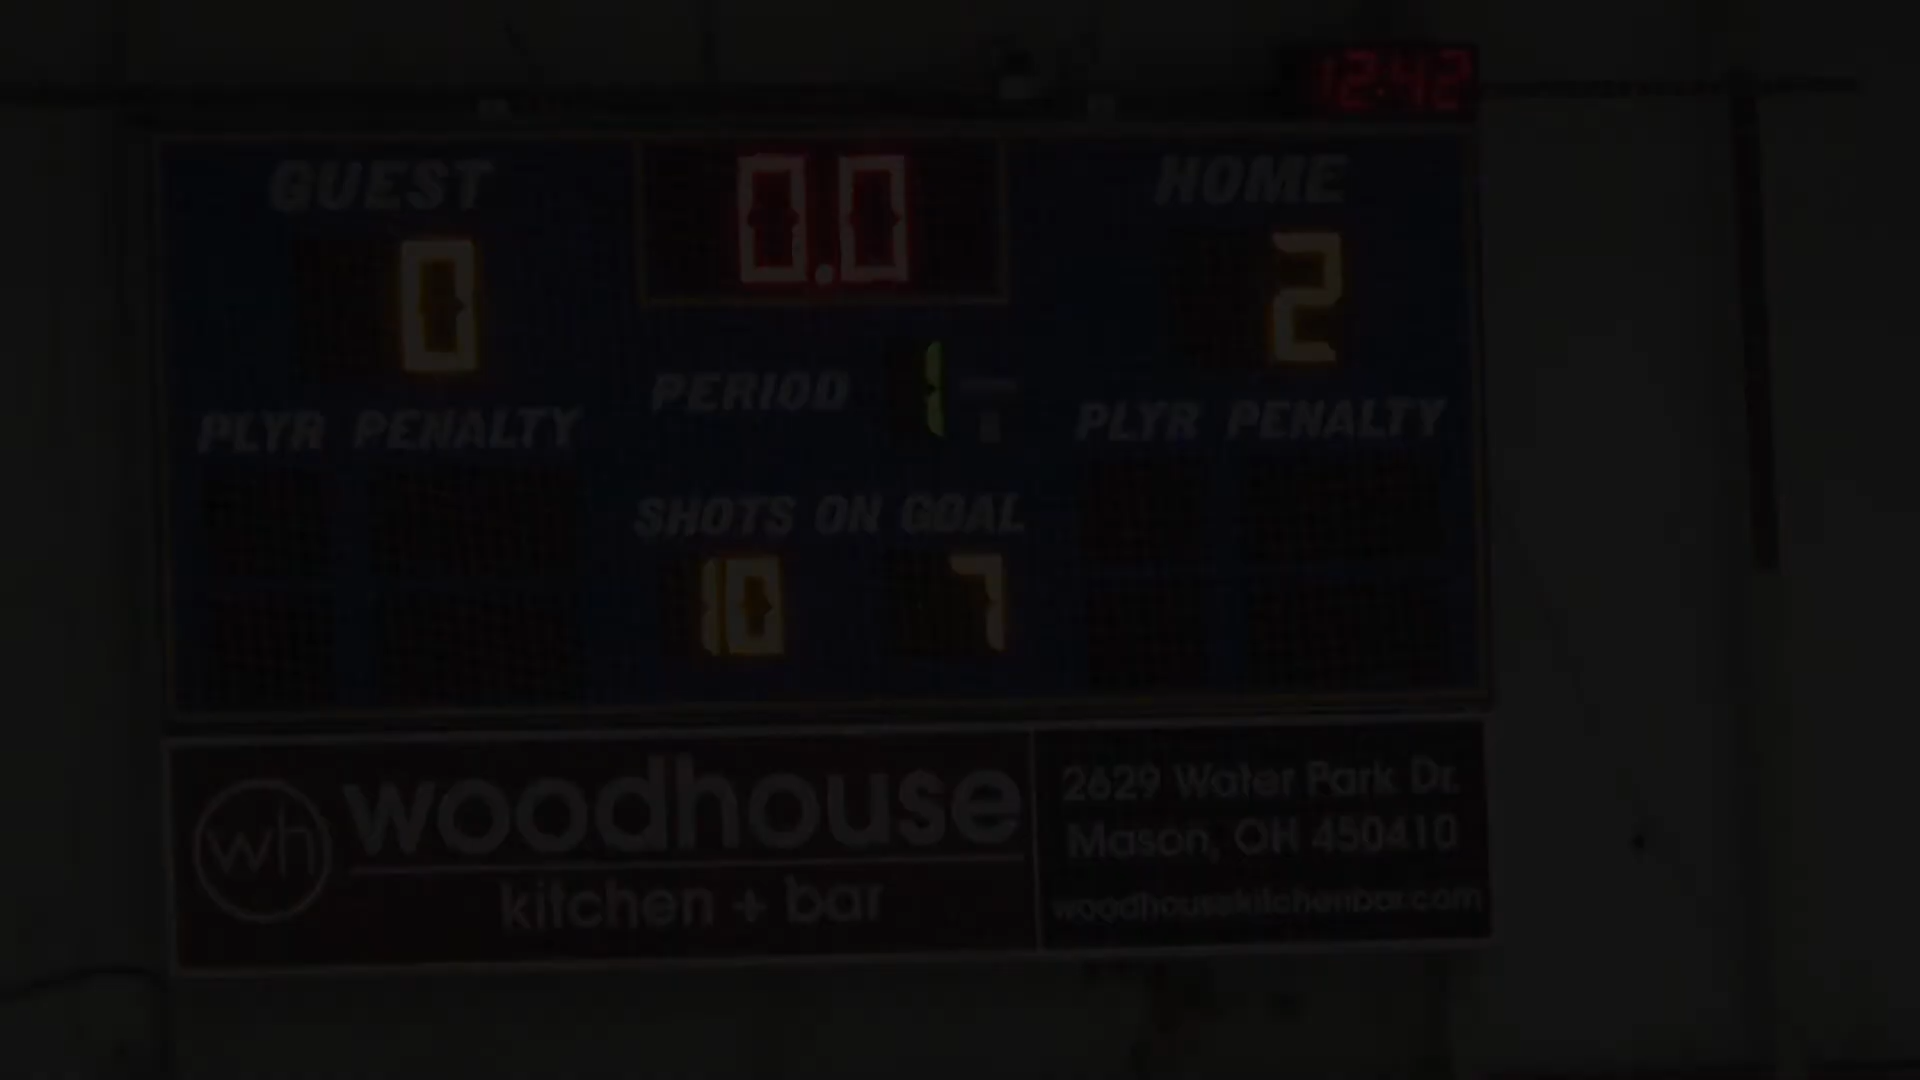 12:42
GUEST 0.0 HOME
0 2
PERIOD 1
PLYR PENALTY PLYR PENALTY
SHOTS ON GOAL
10 7
wh woodhouse
kitchen + bar
2629 Water Park Dr.
Mason, OH 450410
woodhousekitchenbar.com